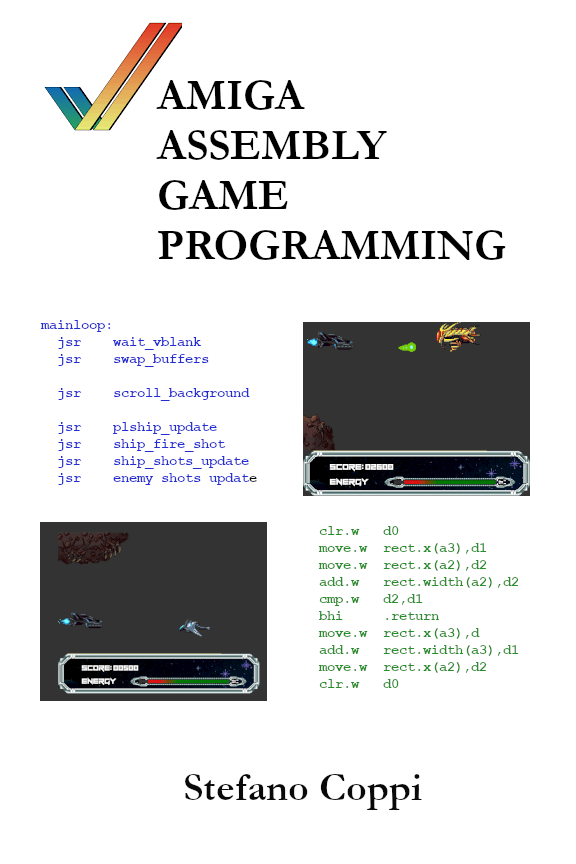 AMIGA
ASSEMBLY
GAME
PROGRAMMING
mainloop:
jsr wait_vblank
jsr swap_buffers
jsr scroll_background
jsr plship_update
jsr ship_fire_shot
jsr ship_shots_update
jsr enemy shots update
SCORE:02600
ENERGY
SCORE:00600
ENERGY
clr.w d0
move.w rect.x(a3),d1
move.w rect.x(a2),d2
add.w rect.width(a2),d2
cmp.w d2,d1
bhi .return
move.w rect.x(a3),d
add.w rect.width(a3),d1
move.w rect.x(a2),d2
clr.w d0
Stefano Coppi